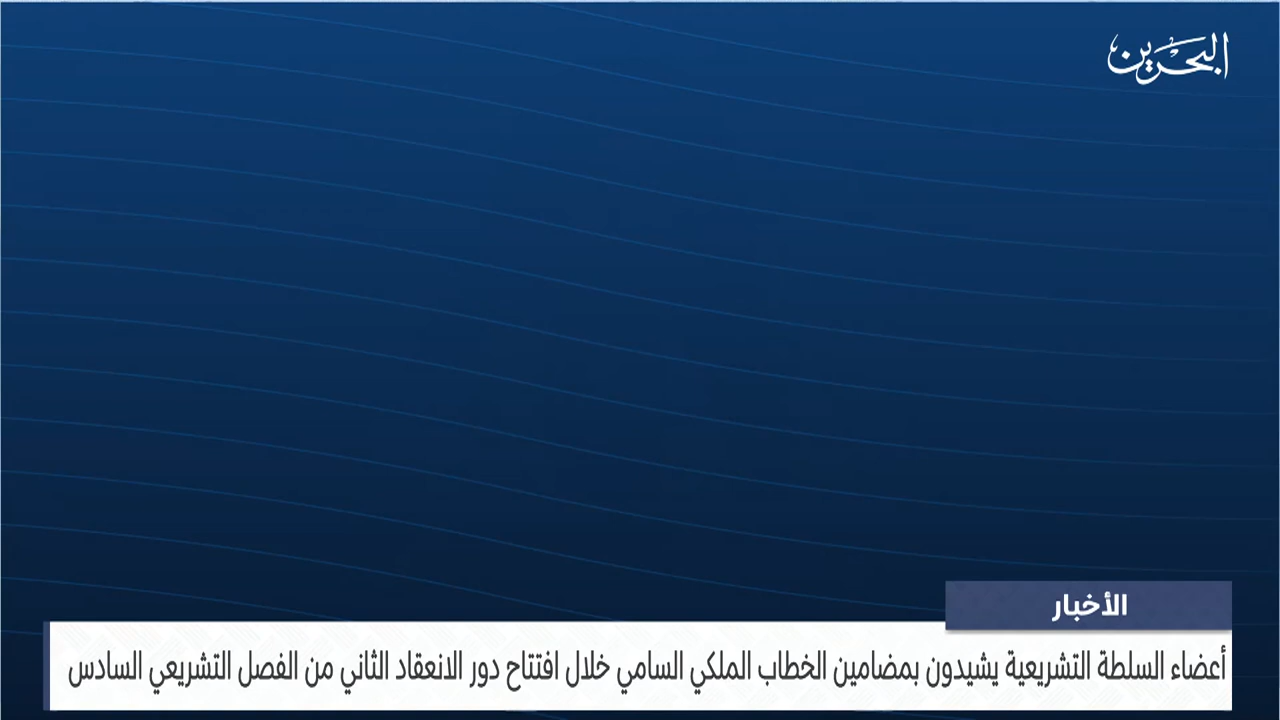 البحرين
الأخبار
أعضاء السلطة التشريعية يشيدون بمضامين الخطاب الملكي السامي خلال افتتاح دور الانعقاد الثاني من الفصل التشريعي السادس